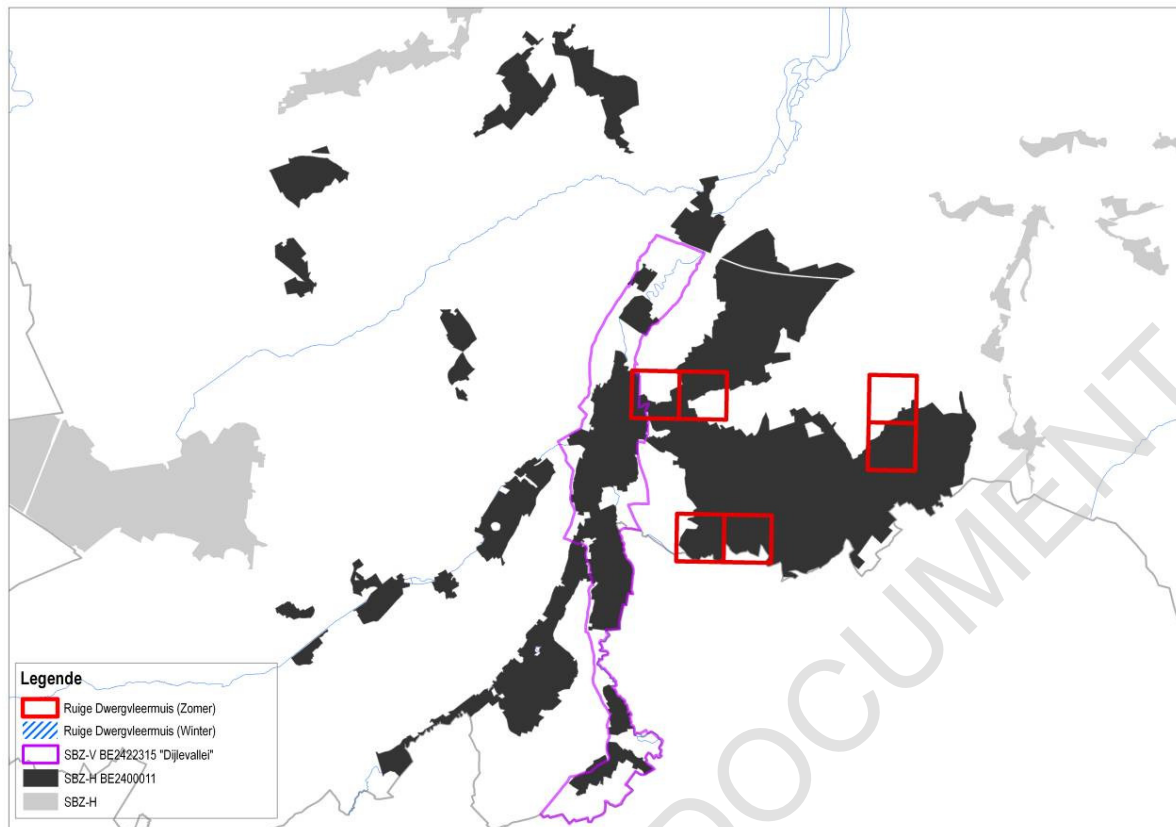 Legende
Ruige Dwergvleermuis (Zomer)
Ruige Dwergvleermuis (Winter)
SBZ-V BE2422315 "Dijlevallei"
SBZ-H BE2400011
SBZ-H
DOCUMENT